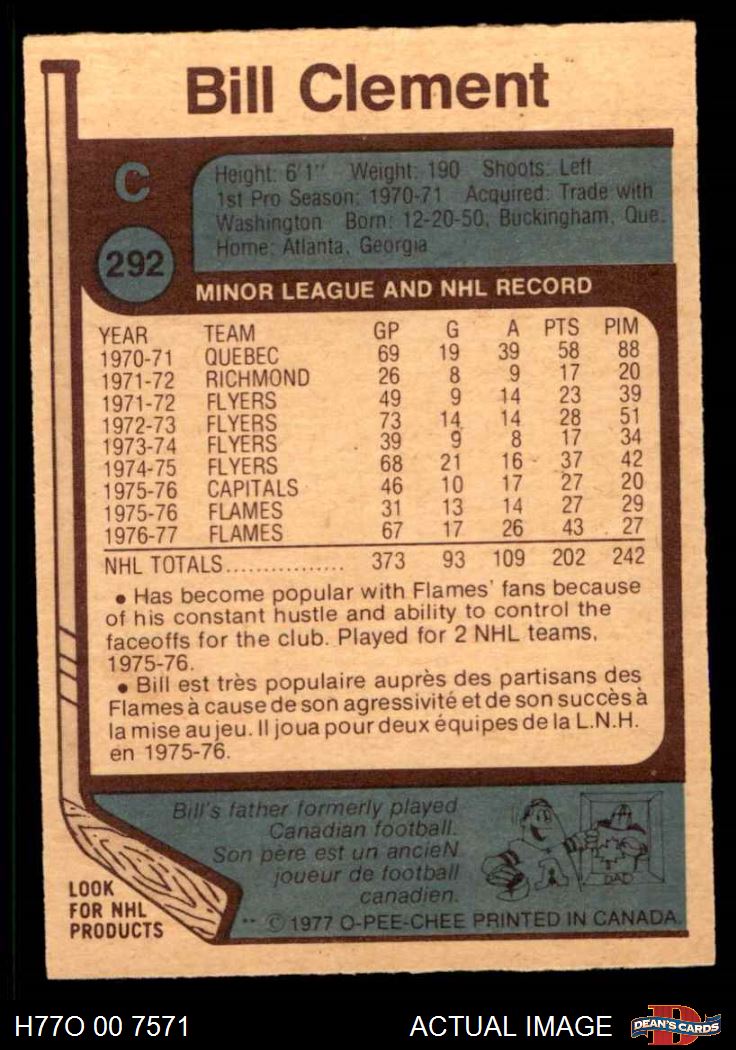 Bill Clement
C
292
Height: 6'1" Weight: 190 Shoots: Left
1st Pro Season: 1970-71 Acquired: Trade with
Washington Born: 12-20-50, Buckingham, Que.
Home: Atlanta, Georgia
MINOR LEAGUE AND NHL RECORD
YEAR TEAM GP G A PTS PIM
1970-71 QUEBEC 69 19 39 58 88
1971-72 RICHMOND 26 8 9 17 20
1971-72 FLYERS 49 9 14 23 39
1972-73 FLYERS 73 14 14 28 51
1973-74 FLYERS 39 9 8 17 34
1974-75 FLYERS 68 21 16 37 42
1975-76 CAPITALS 46 10 17 27 20
1975-76 FLAMES 31 13 14 27 29
1976-77 FLAMES 67 17 26 43 27
NHL TOTALS................ 373 93 109 202 242
• Has become popular with Flames' fans because
of his constant hustle and ability to control the
faceoffs for the club. Played for 2 NHL teams,
1975-76.
• Bill est très populaire auprès des partisans des
Flames à cause de son agressivité et de son succès à
la mise au jeu. Il joua pour deux équipes de la L.N.H.
en 1975-76.
Bill's father formerly played
Canadian football.
Son père est un ancieN
joueur de football
canadien.
A
DAD
LOOK
FOR NHL
PRODUCTS
** © 1977 O-PEE-CHEE PRINTED IN CANADA.
H77O 00 7571
ACTUAL IMAGE
D
DEAN'S CARDS